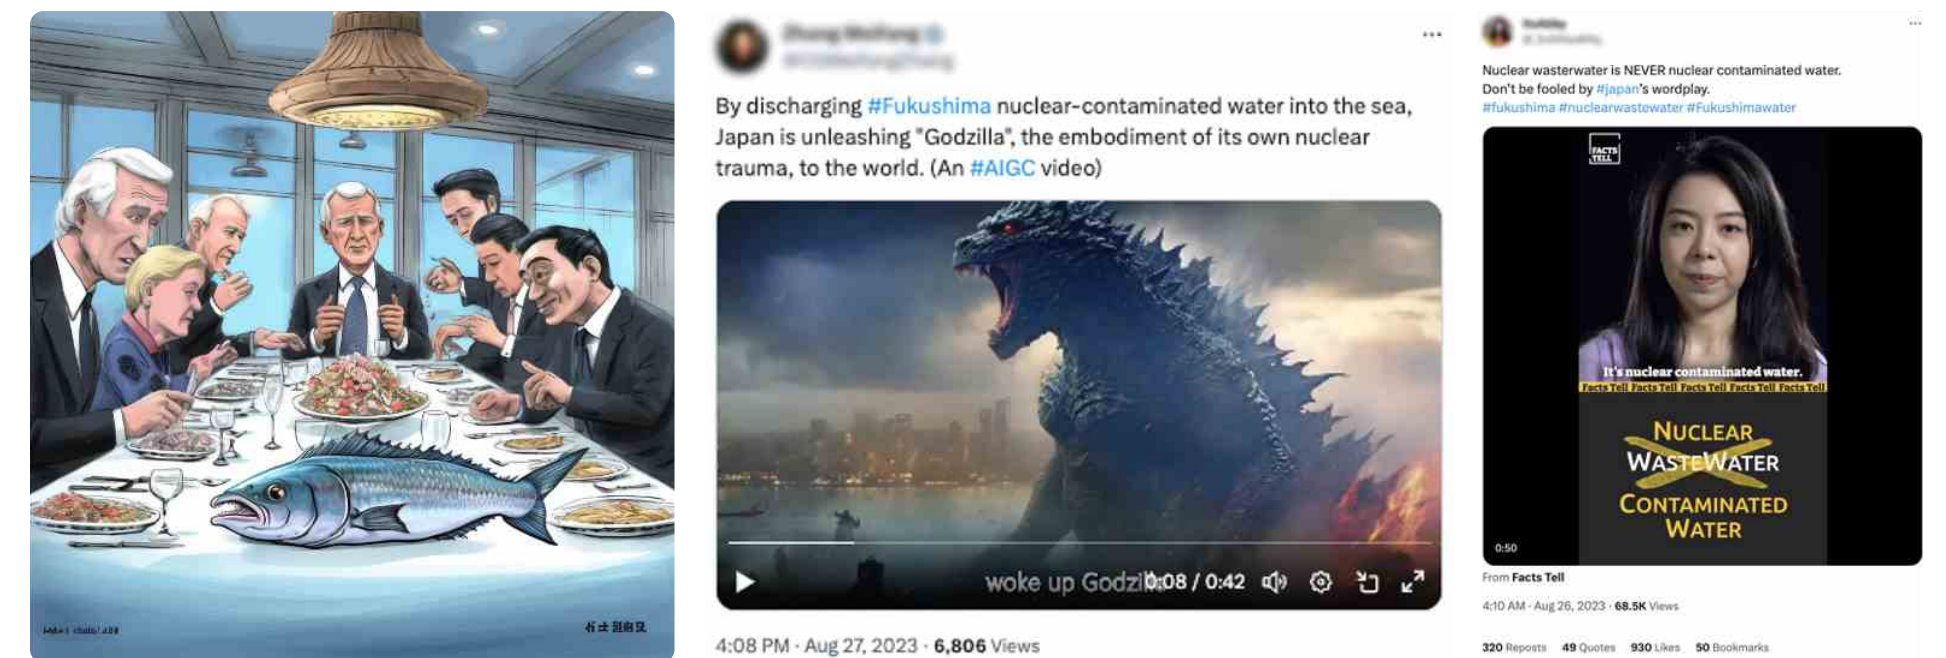 By discharging #Fukushima nuclear-contaminated water into the sea,
Japan is unleashing "Godzilla", the embodiment of its own nuclear
trauma, to the world. (An #AIGC video)
woke up Godzil
0:08 / 0:42
4:08 PM · Aug 27, 2023 · 6,806 Views
Nuclear wasterwater is NEVER nuclear contaminated water.
Don't be fooled by #japan's wordplay.
#fukushima #nuclearwastewater #Fukushimawater
FACTS
TELL
It's nuclear contaminated water.
Facts Tell Facts Tell Facts Tell Facts Tell Facts Tell
NUCLEAR
WASTEWATER
CONTAMINATED
WATER
0:50
From Facts Tell
4:10 AM · Aug 26, 2023 · 68.5K Views
320 Reposts 49 Quotes 930 Likes 50 Bookmarks